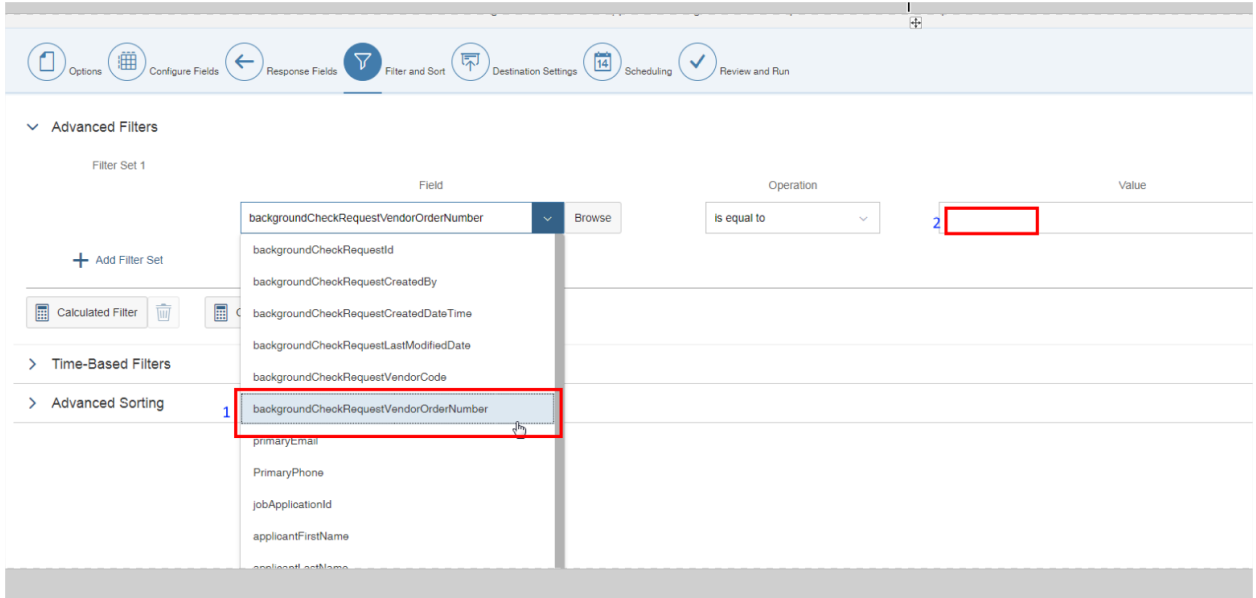 Options
Configure Fields
Response Fields
Filter and Sort
Destination Settings
14
Scheduling
Review and Run
Advanced Filters
Filter Set 1
Field
Operation
Value
backgroundCheckRequestVendorOrderNumber
Browse
is equal to
2
backgroundCheckRequestId
Add Filter Set
backgroundCheckRequestCreatedBy
Calculated Filter
backgroundCheckRequestCreatedDateTime
backgroundCheckRequestLastModifiedDate
Time-Based Filters
backgroundCheckRequestVendorCode
Advanced Sorting
1
backgroundCheckRequestVendorOrderNumber
primaryEmail
PrimaryPhone
jobApplicationId
applicantFirstName
applicantLastName